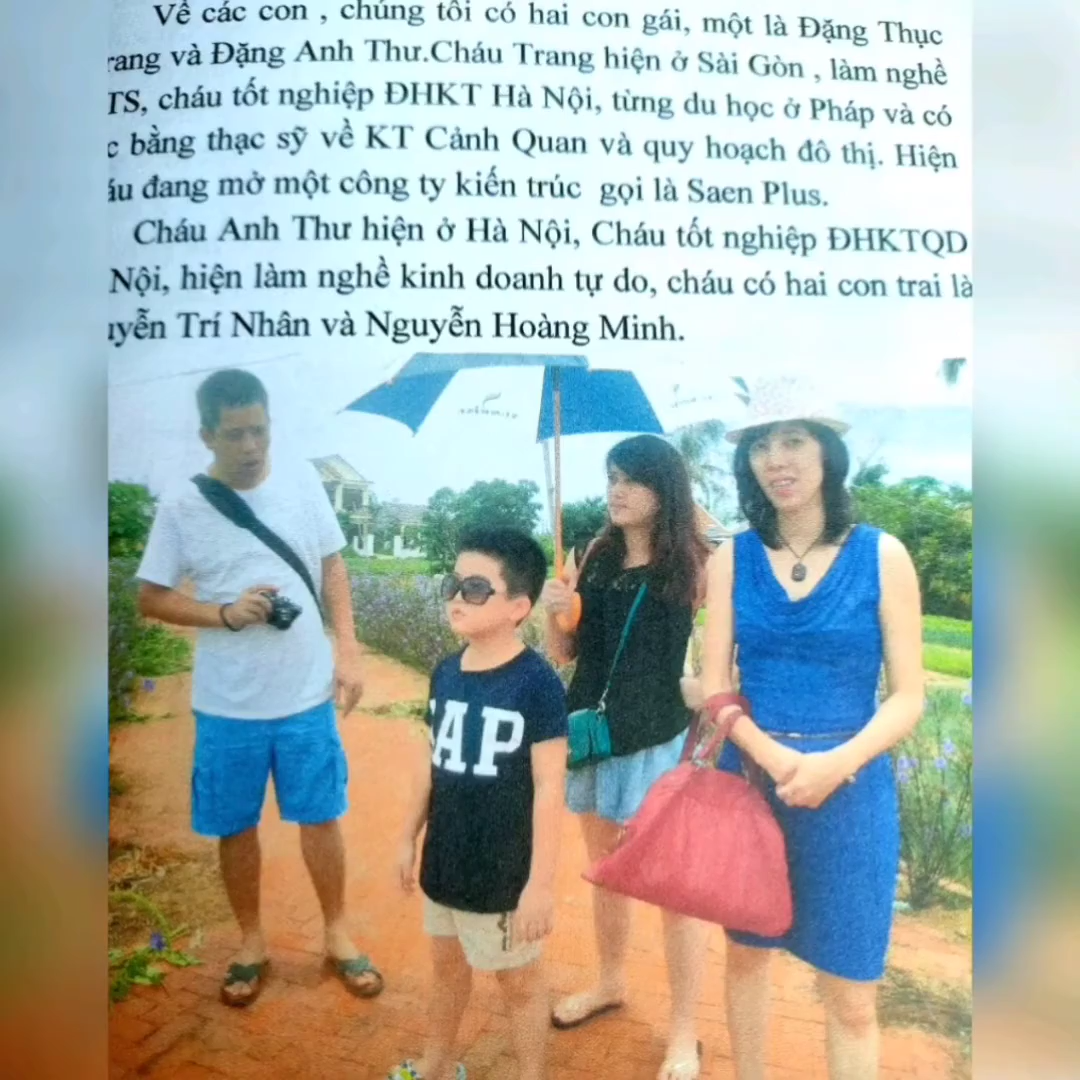 Về các con , chúng tôi có hai con gái, một là Đặng Thục
rang và Đặng Anh Thư.Cháu Trang hiện ở Sài Gòn , làm nghề
TS, cháu tốt nghiệp ĐHKT Hà Nội, từng du học ở Pháp và có
c bằng thạc sỹ về KT Cảnh Quan và quy hoạch đô thị. Hiện
áu đang mở một công ty kiến trúc gọi là Saen Plus.
Cháu Anh Thư hiện ở Hà Nội, Cháu tốt nghiệp ĐHKTQD
Nội, hiện làm nghề kinh doanh tự do, cháu có hai con trai là
uyễn Trí Nhân và Nguyễn Hoàng Minh.
AP